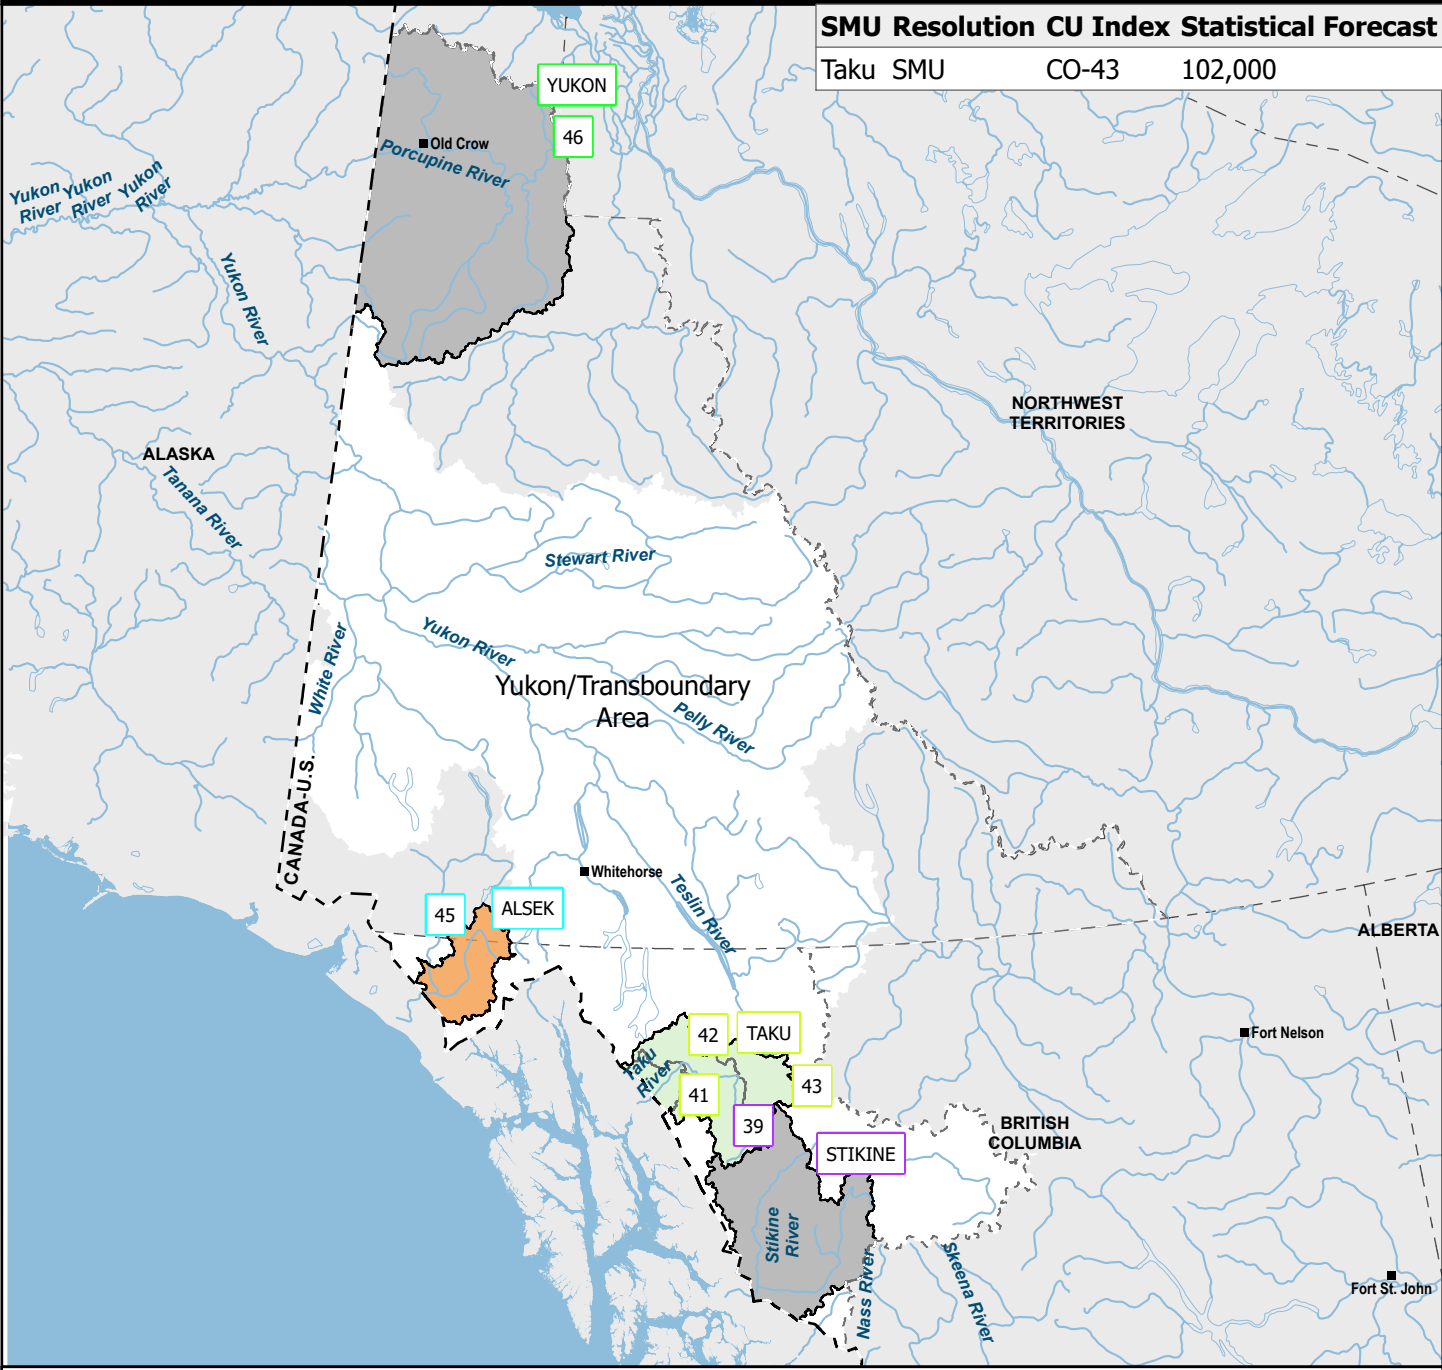 SMU Resolution CU Index Statistical Forecast
Taku SMU CO-43 102,000
YUKON
46
Old Crow
Porcupine River
Yukon River
Yukon River
Yukon River
Yukon River
NORTHWEST
TERRITORIES
ALASKA
Tanana River
Stewart River
Yukon River
White River
Yukon/Transboundary
Area
Pelly River
CANADA-U.S.
Whitehorse
Teslin River
45
ALSEK
ALBERTA
42
TAKU
Fort Nelson
Taku
River
41
43
39
BRITISH
COLUMBIA
STIKINE
Stikine
River
Nass River
Skeena River
Fort St. John